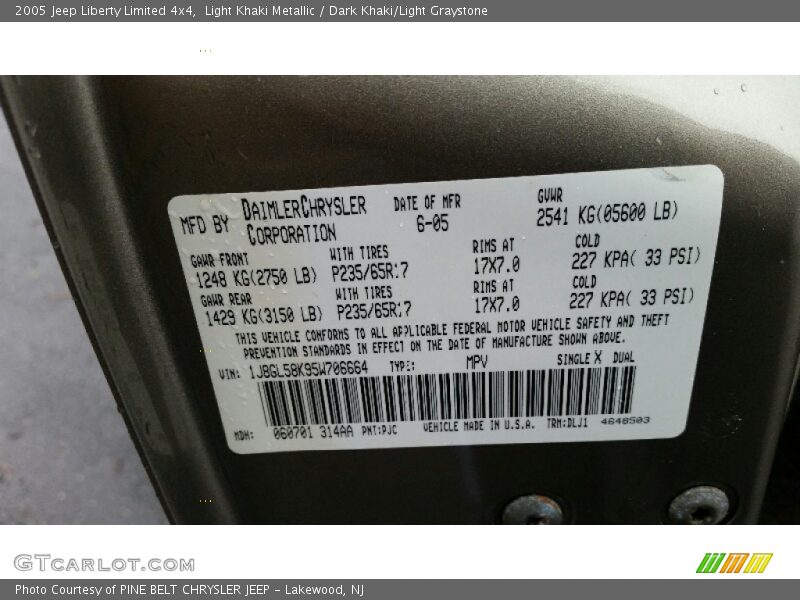 2005 Jeep Liberty Limited 4x4,  Light Khaki Metallic / Dark Khaki/Light Graystone
MFD BY DAIMLERCHRYSLER CORPORATION
DATE OF MFR 6-05
GVWR 2541 KG(05600 LB)
GAWR FRONT WITH TIRES RIMS AT COLD
1248 KG(2750 LB) P235/65R17 17X7.0 227 KPA( 33 PSI)
GAWR REAR WITH TIRES RIMS AT COLD
1429 KG(3150 LB) P235/65R17 17X7.0 227 KPA( 33 PSI)
THIS VEHICLE CONFORMS TO ALL APPLICABLE FEDERAL MOTOR VEHICLE SAFETY AND THEFT
PREVENTION STANDARDS IN EFFECT ON THE DATE OF MANUFACTURE SHOWN ABOVE.
VIN: 1J8GL58K95W706664 TYPE: MPV SINGLE X DUAL
MDH: 060701 314AA PNT:PJC VEHICLE MADE IN U.S.A. TRM:DLJ1 4648503
GTCarLot.com
Photo Courtesy of PINE BELT CHRYSLER JEEP - Lakewood, NJ